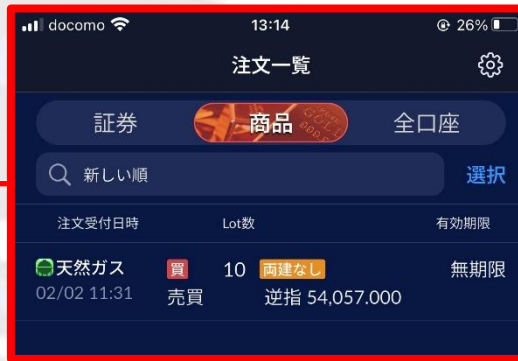 docomo 13:14 26%
注文一覧
証券 商品 全口座
新しい順 選択
注文受付日時 Lot数 有効期限
天然ガス 買 10 両建なし 無期限
02/02 11:31 売買 逆指 54,057.000